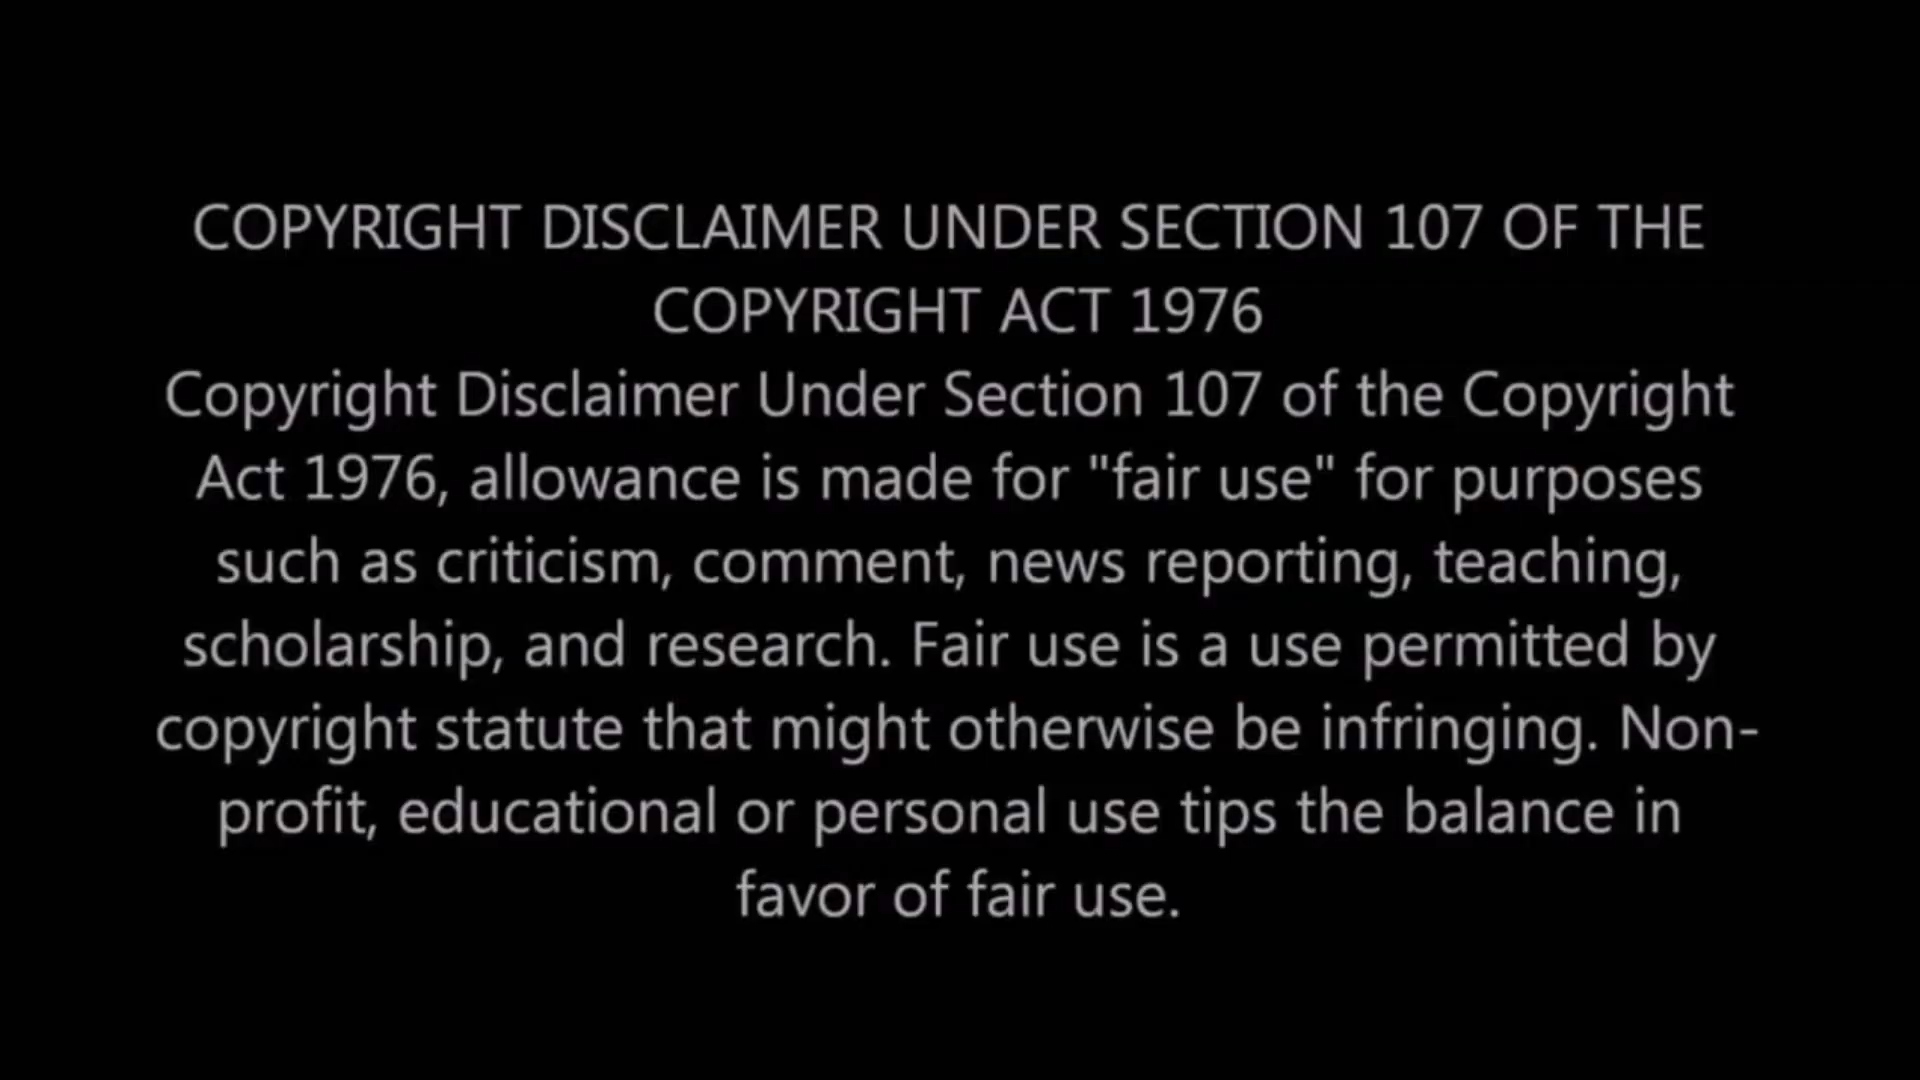 COPYRIGHT DISCLAIMER UNDER SECTION 107 OF THE
COPYRIGHT ACT 1976
Copyright Disclaimer Under Section 107 of the Copyright
Act 1976, allowance is made for "fair use" for purposes
such as criticism, comment, news reporting, teaching,
scholarship, and research. Fair use is a use permitted by
copyright statute that might otherwise be infringing. Non-
profit, educational or personal use tips the balance in
favor of fair use.